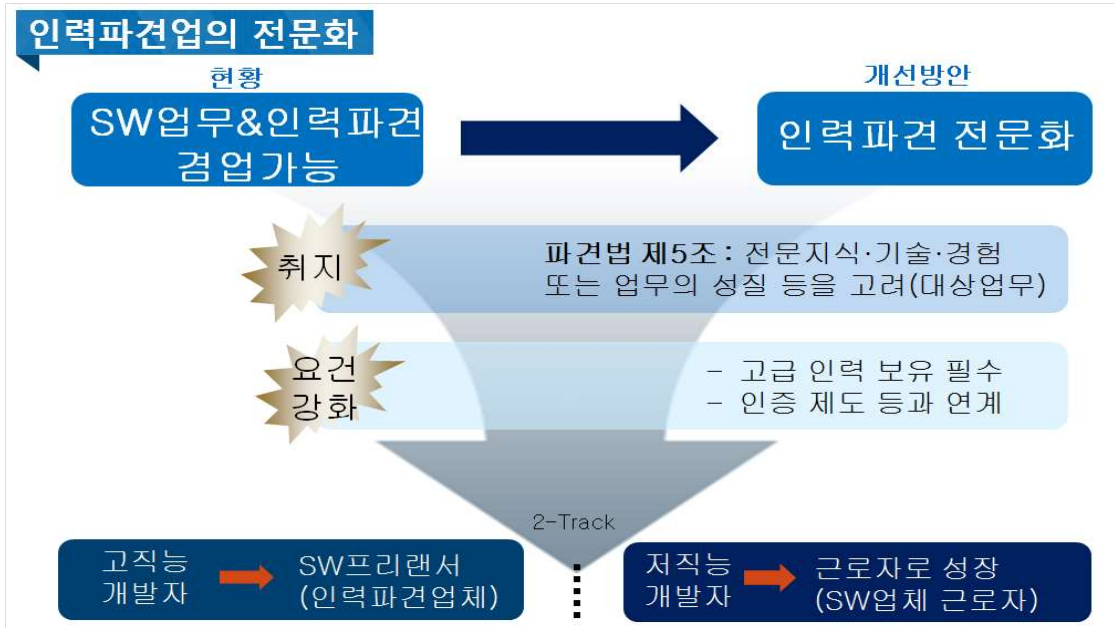 인력파견업의 전문화
현황
SW업무&인력파견
겸업가능
개선방안
인력파견 전문화
취지
파견법 제5조 : 전문지식·기술·경험
또는 업무의 성질 등을 고려(대상업무)
요건
강화
- 고급 인력 보유 필수
- 인증 제도 등과 연계
2-Track
고직능
개발자
SW프리랜서
(인력파견업체)
저직능
개발자
근로자로 성장
(SW업체 근로자)